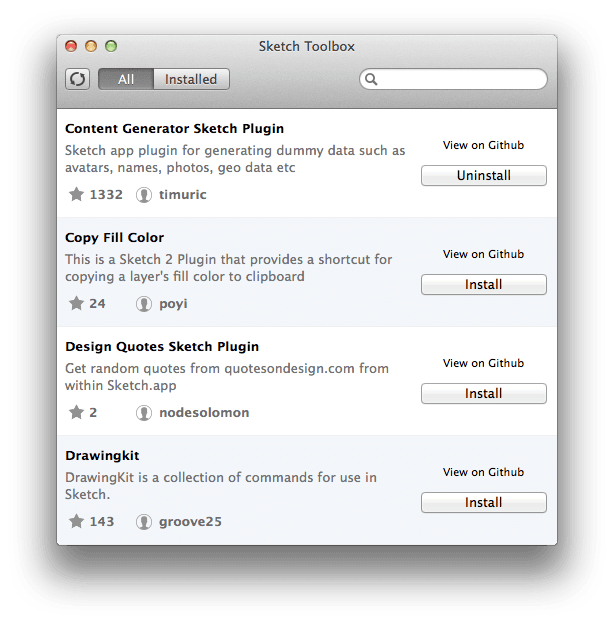 Sketch Toolbox
All Installed
Content Generator Sketch Plugin
Sketch app plugin for generating dummy data such as
avatars, names, photos, geo data etc
1332 timuric
View on Github
Uninstall
Copy Fill Color
This is a Sketch 2 Plugin that provides a shortcut for
copying a layer's fill color to clipboard
24 poyi
View on Github
Install
Design Quotes Sketch Plugin
Get random quotes from quotesondesign.com from
within Sketch.app
2 nodesolomon
View on Github
Install
Drawingkit
DrawingKit is a collection of commands for use in
Sketch.
143 groove25
View on Github
Install